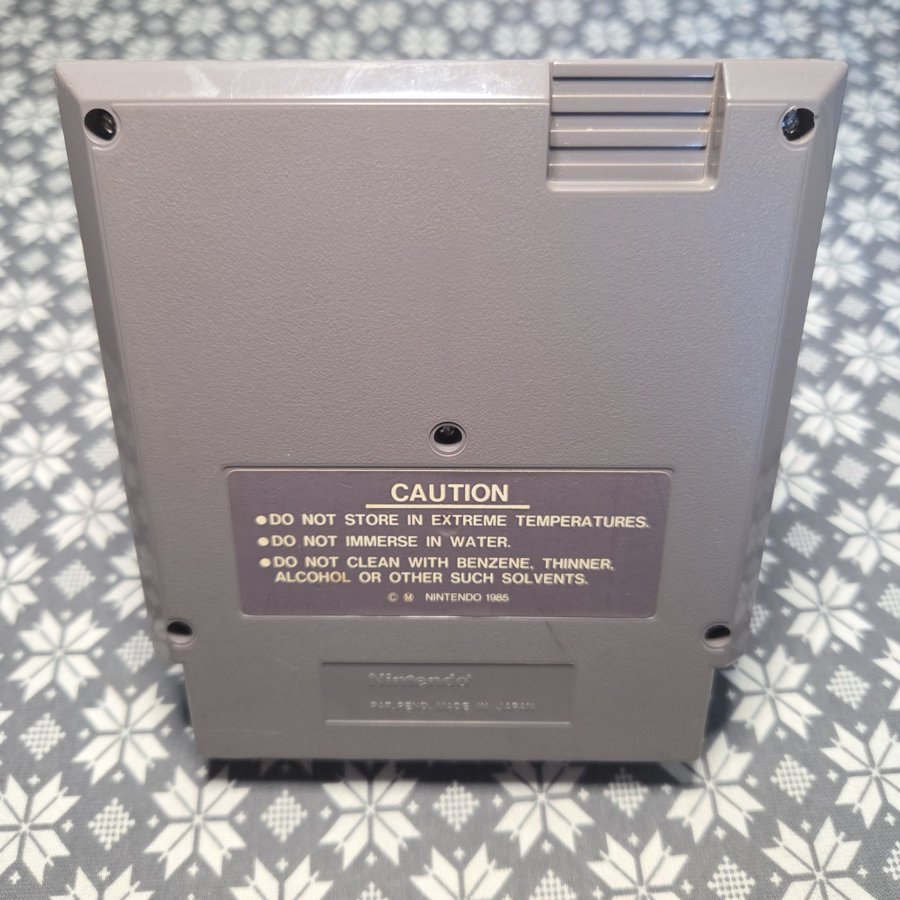 CAUTION
•DO NOT STORE IN EXTREME TEMPERATURES.
•DO NOT IMMERSE IN WATER.
•DO NOT CLEAN WITH BENZENE, THINNER,
ALCOHOL OR OTHER SUCH SOLVENTS.
© Ⓜ NINTENDO 1985
Nintendo®
PAT. PEND. MADE IN JAPAN